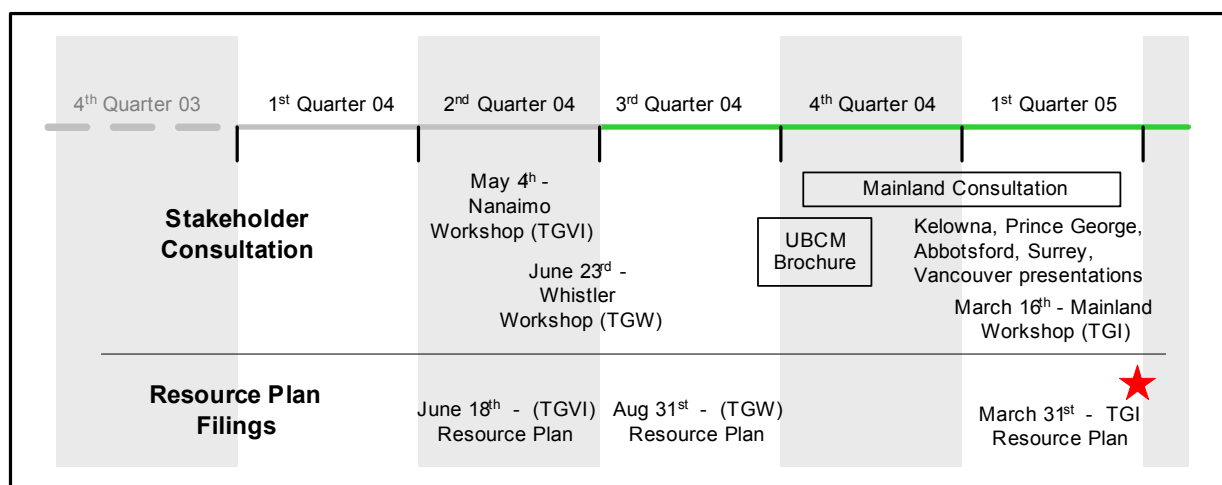 4th Quarter 03
1st Quarter 04
2nd Quarter 04
3rd Quarter 04
4th Quarter 04
1st Quarter 05
Stakeholder
Consultation
May 4th -
Nanaimo
Workshop (TGVI)
June 23rd -
Whistler
Workshop (TGW)
UBCM
Brochure
Mainland Consultation
Kelowna, Prince George,
Abbotsford, Surrey,
Vancouver presentations
March 16th - Mainland
Workshop (TGI)
Resource Plan
Filings
June 18th - (TGVI)
Resource Plan
Aug 31st - (TGW)
Resource Plan
March 31st - TGI
Resource Plan